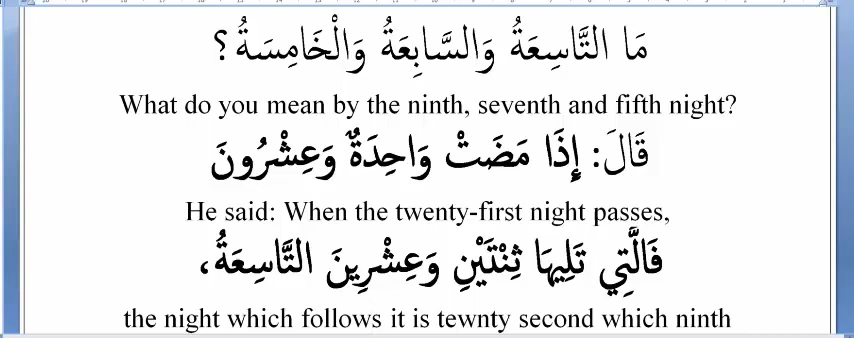 مَا التَّاسِعَةُ وَالسَّابِعَةُ وَالْخَامِسَةُ؟
What do you mean by the ninth, seventh and fifth night?
قَالَ: إِذَا مَضَتْ وَاحِدَةٌ وَعِشْرُونَ
He said: When the twenty-first night passes,
فَالَّتِي تَلِيهَا ثِنْتَيْنِ وَعِشْرِينَ التَّاسِعَةُ،
the night which follows it is tewnty second which ninth